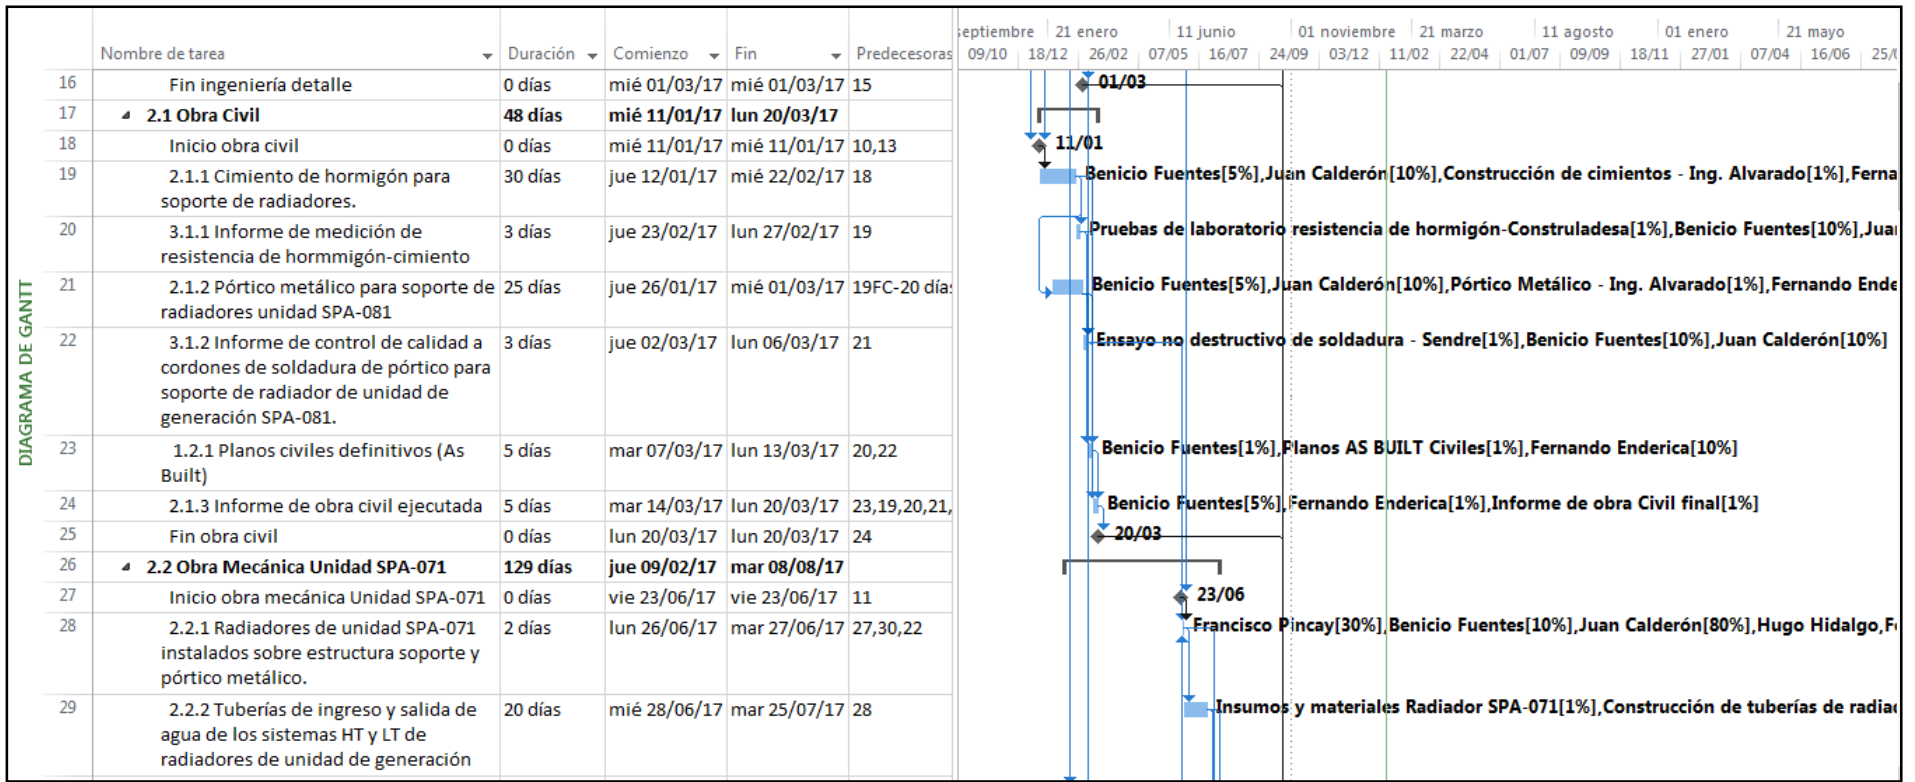 septiembre 21 enero 11 junio 01 noviembre 21 marzo 11 agosto 01 enero 21 mayo
Nombre de tarea Duración Comienzo Fin Predecesoras 09/10 18/12 26/02 07/05 16/07 24/09 03/12 11/02 22/04 01/07 09/09 18/11 27/01 07/04 16/06 25/0
DIAGRAMA DE GANTT
16 Fin ingeniería detalle 0 días mié 01/03/17 mié 01/03/17 15 01/03
17 2.1 Obra Civil 48 días mié 11/01/17 lun 20/03/17
18 Inicio obra civil 0 días mié 11/01/17 mié 11/01/17 10,13 11/01
19 2.1.1 Cimiento de hormigón para 30 días jue 12/01/17 mié 22/02/17 18 Benicio Fuentes[5%],Juan Calderón[10%],Construcción de cimientos - Ing. Alvarado[1%],Ferna
soporte de radiadores.
20 3.1.1 Informe de medición de 3 días jue 23/02/17 lun 27/02/17 19 Pruebas de laboratorio resistencia de hormigón-Construladesa[1%],Benicio Fuentes[10%],Jua
resistencia de hormmigón-cimiento
21 2.1.2 Pórtico metálico para soporte de 25 días jue 26/01/17 mié 01/03/17 19FC-20 días Benicio Fuentes[5%],Juan Calderón[10%],Pórtico Metálico - Ing. Alvarado[1%],Fernando Ende
radiadores unidad SPA-081
22 3.1.2 Informe de control de calidad a 3 días jue 02/03/17 lun 06/03/17 21 Ensayo no destructivo de soldadura - Sendre[1%],Benicio Fuentes[10%],Juan Calderón[10%]
cordones de soldadura de pórtico para
soporte de radiador de unidad de
generación SPA-081.
23 1.2.1 Planos civiles definitivos (As 5 días mar 07/03/17 lun 13/03/17 20,22 Benicio Fuentes[1%],Planos AS BUILT Civiles[1%],Fernando Enderica[10%]
Built)
24 2.1.3 Informe de obra civil ejecutada 5 días mar 14/03/17 lun 20/03/17 23,19,20,21, Benicio Fuentes[5%],Fernando Enderica[1%],Informe de obra Civil final[1%]
25 Fin obra civil 0 días lun 20/03/17 lun 20/03/17 24 20/03
26 2.2 Obra Mecánica Unidad SPA-071 129 días jue 09/02/17 mar 08/08/17
27 Inicio obra mecánica Unidad SPA-071 0 días vie 23/06/17 vie 23/06/17 11 23/06
28 2.2.1 Radiadores de unidad SPA-071 2 días lun 26/06/17 mar 27/06/17 27,30,22 Francisco Pincay[30%],Benicio Fuentes[10%],Juan Calderón[80%],Hugo Hidalgo,Fe
instalados sobre estructura soporte y
pórtico metálico.
29 2.2.2 Tuberías de ingreso y salida de 20 días mié 28/06/17 mar 25/07/17 28 Insumos y materiales Radiador SPA-071[1%],Construcción de tuberías de radiad
agua de los sistemas HT y LT de
radiadores de unidad de generación